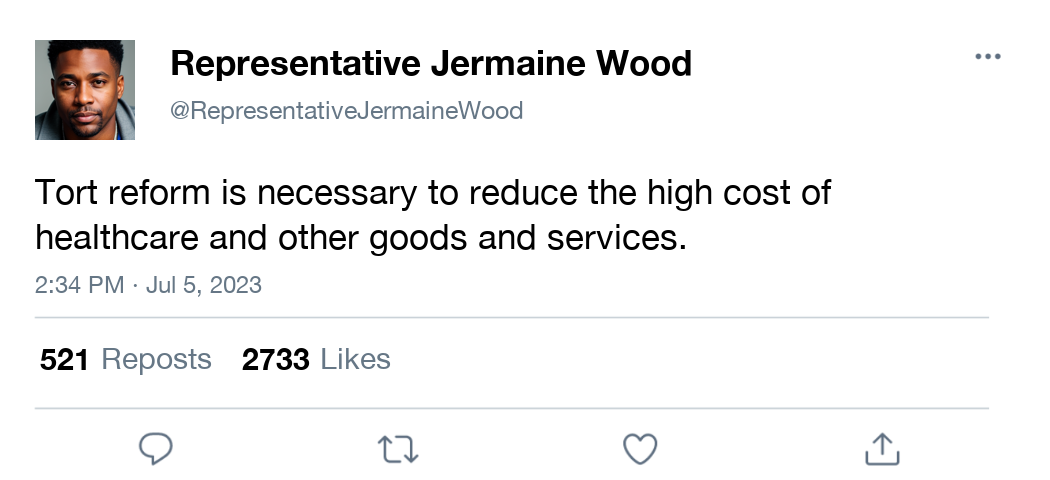 Representative Jermaine Wood
@RepresentativeJermaineWood
Tort reform is necessary to reduce the high cost of
healthcare and other goods and services.
2:34 PM · Jul 5, 2023
521 Reposts 2733 Likes